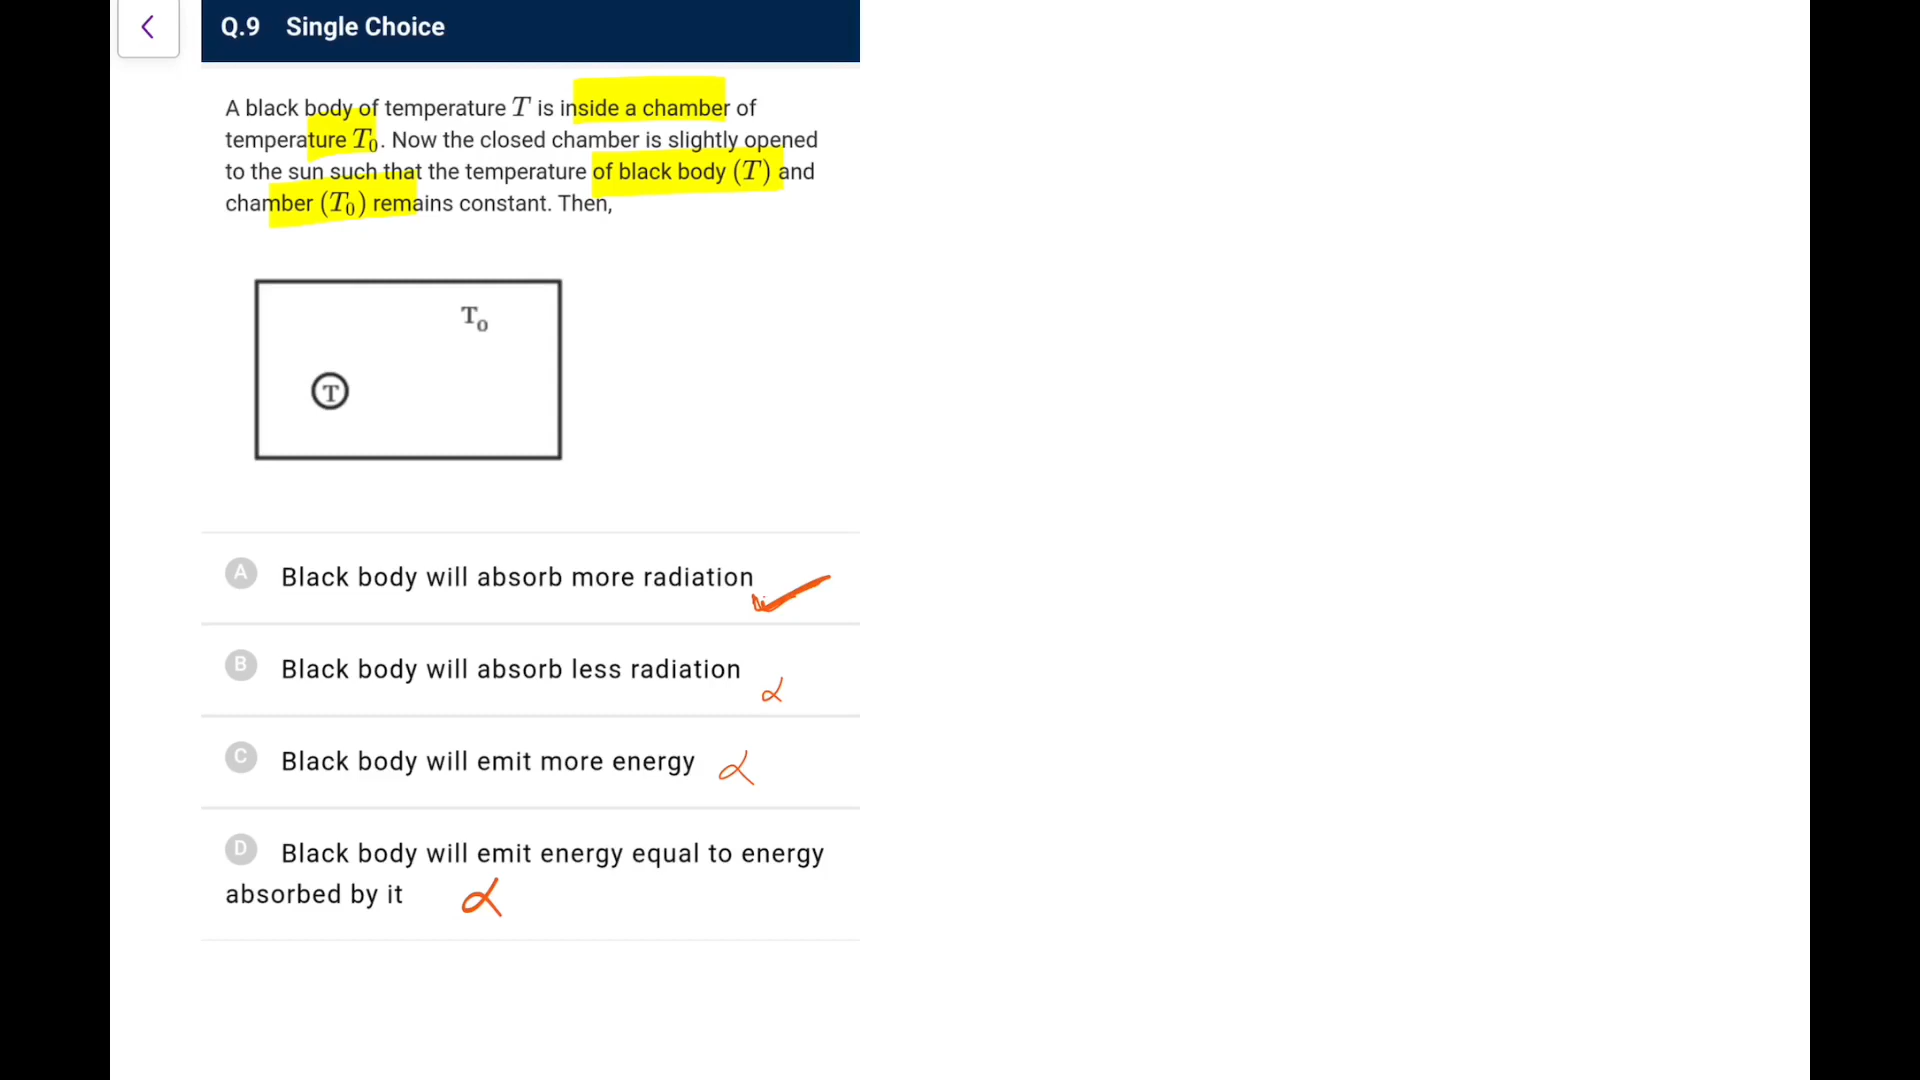 Q.9 Single Choice
A black body of temperature T is inside a chamber of
temperature T₀. Now the closed chamber is slightly opened
to the sun such that the temperature of black body (T) and
chamber (T₀) remains constant. Then,
T₀
T
A Black body will absorb more radiation
B Black body will absorb less radiation
C Black body will emit more energy
D Black body will emit energy equal to energy
absorbed by it